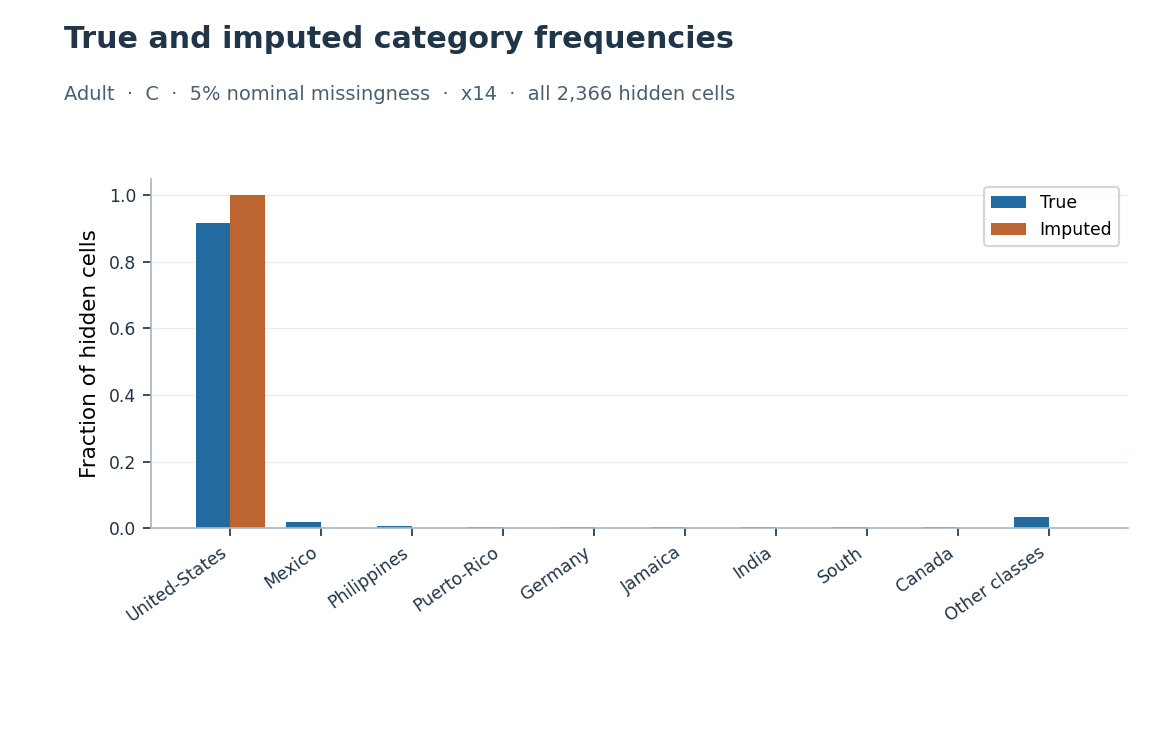 True and imputed category frequencies
Adult · C · 5% nominal missingness · x14 · all 2,366 hidden cells
Fraction of hidden cells
1.0
0.8
0.6
0.4
0.2
0.0
True
Imputed
United-States
Mexico
Philippines
Puerto-Rico
Germany
Jamaica
India
South
Canada
Other classes